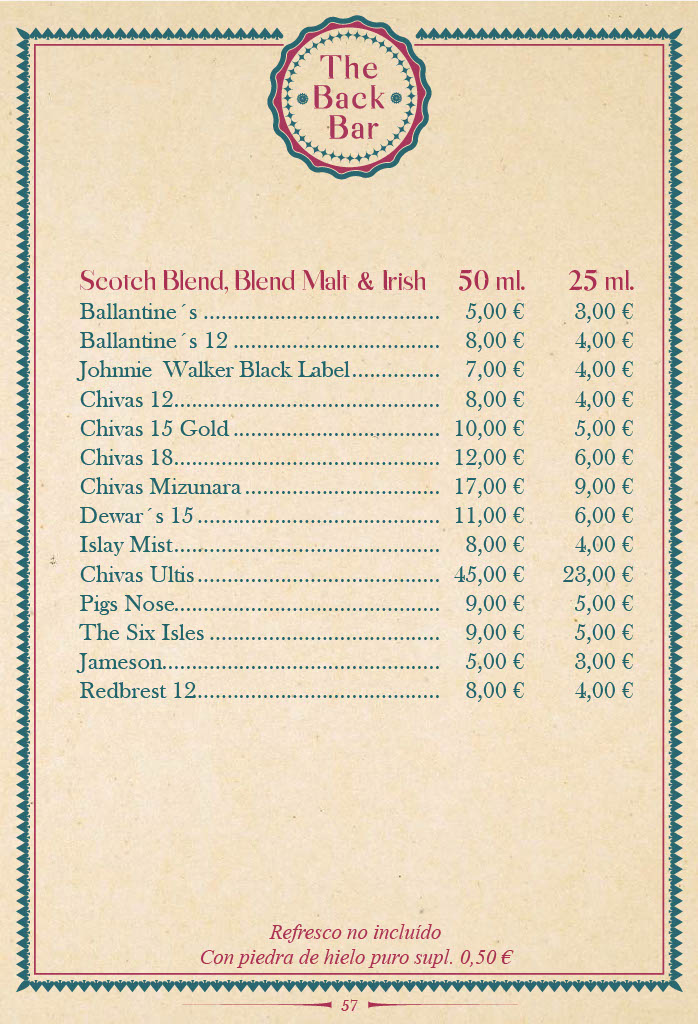 The
Back
Bar
Scotch Blend, Blend Malt & Irish 50 ml. 25 ml.
Ballantine´s ........................................ 5,00 € 3,00 €
Ballantine´s 12 ................................... 8,00 € 4,00 €
Johnnie Walker Black Label............... 7,00 € 4,00 €
Chivas 12............................................. 8,00 € 4,00 €
Chivas 15 Gold ................................... 10,00 € 5,00 €
Chivas 18............................................. 12,00 € 6,00 €
Chivas Mizunara ................................. 17,00 € 9,00 €
Dewar´s 15 ......................................... 11,00 € 6,00 €
Islay Mist............................................. 8,00 € 4,00 €
Chivas Ultis ......................................... 45,00 € 23,00 €
Pigs Nose............................................. 9,00 € 5,00 €
The Six Isles ....................................... 9,00 € 5,00 €
Jameson............................................... 5,00 € 3,00 €
Redbrest 12......................................... 8,00 € 4,00 €
Refresco no incluído
Con piedra de hielo puro supl. 0,50 €
57